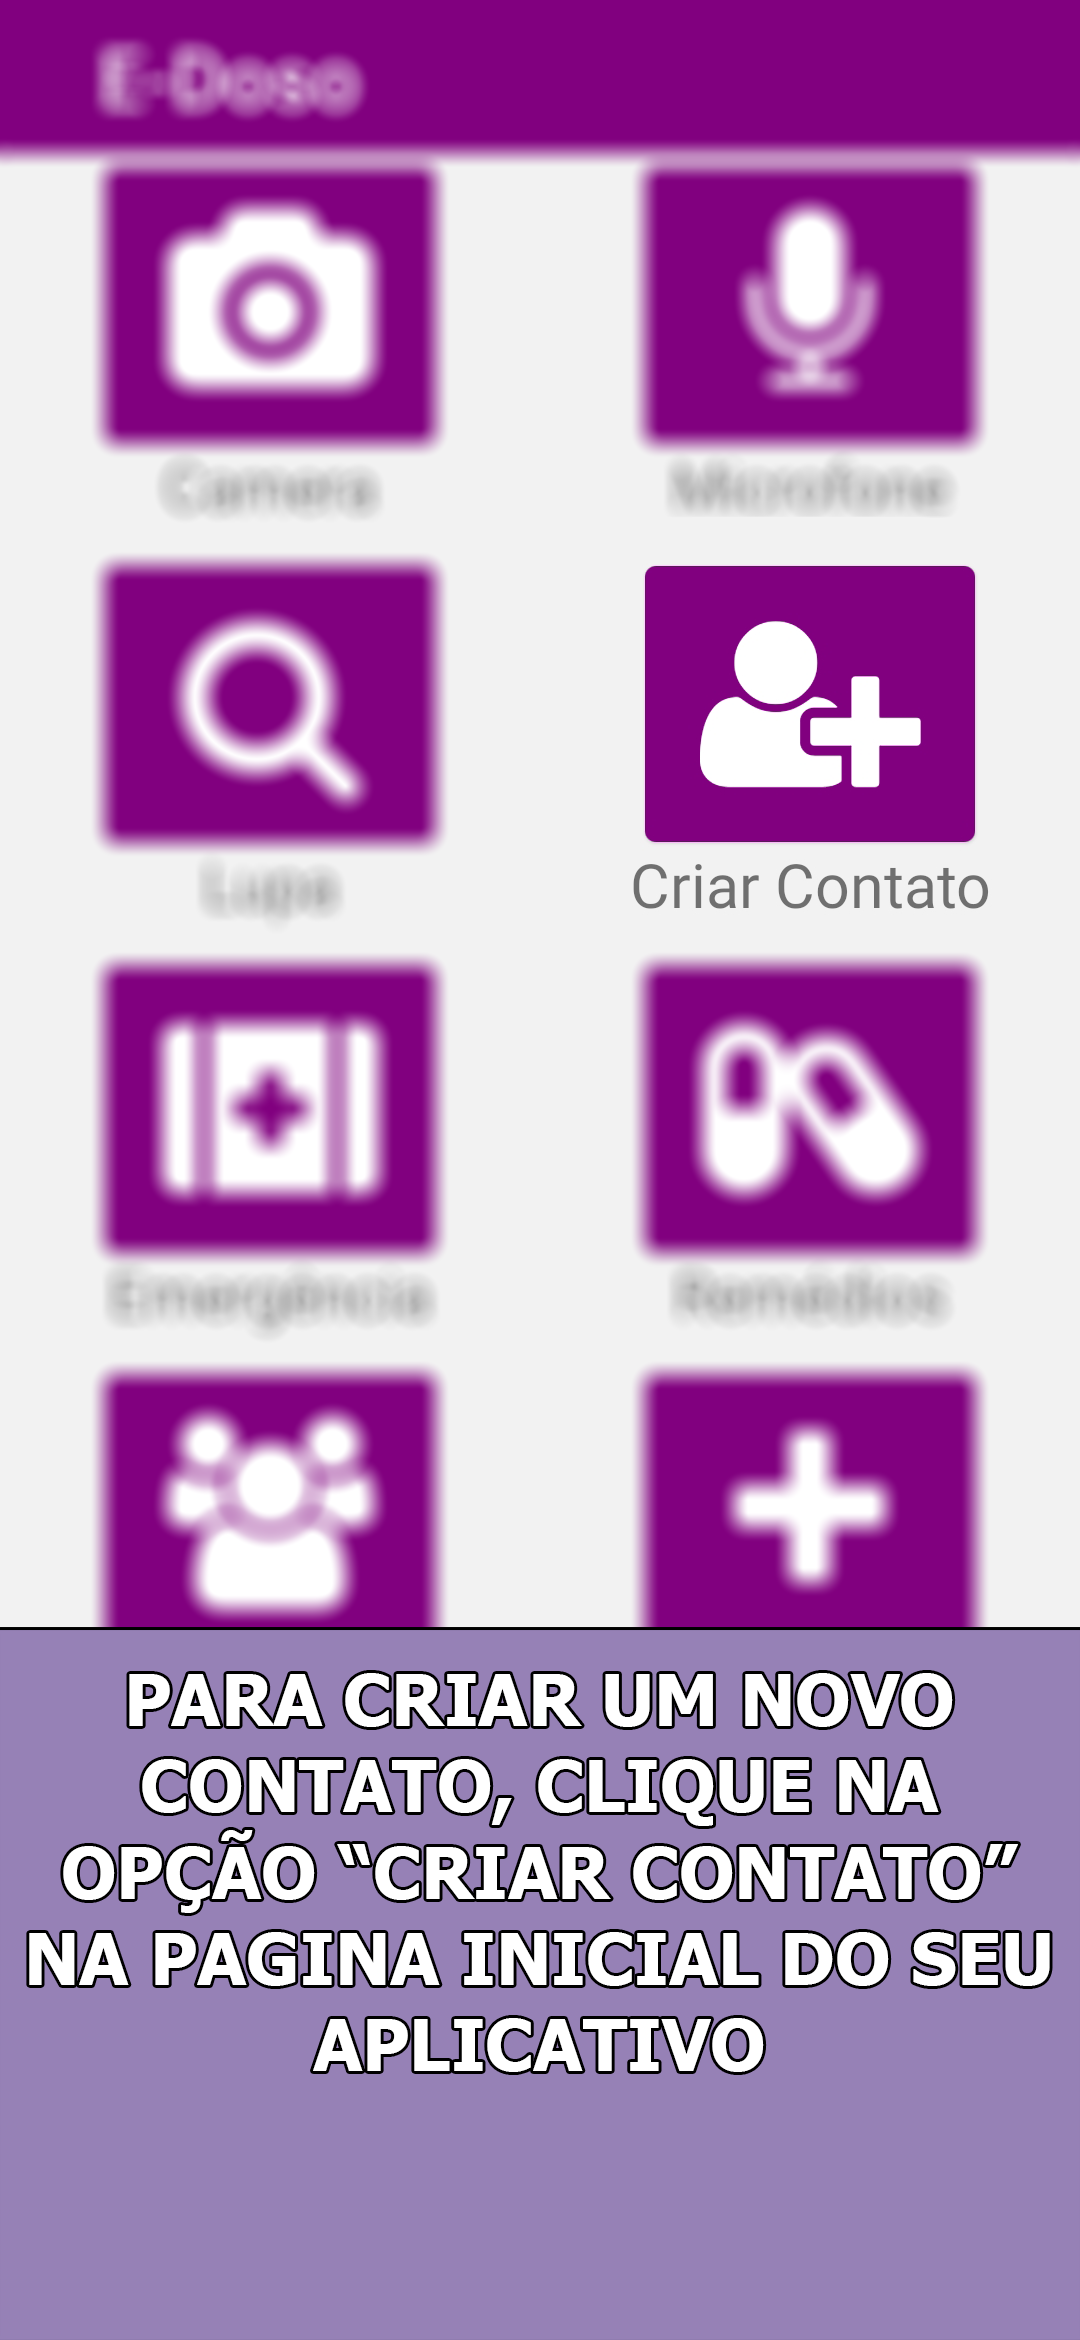 E-Doso
Camera
Microfone
Lupa
Criar Contato
Emergência
Remédios
PARA CRIAR UM NOVO
CONTATO, CLIQUE NA
OPÇÃO “CRIAR CONTATO”
NA PAGINA INICIAL DO SEU
APLICATIVO